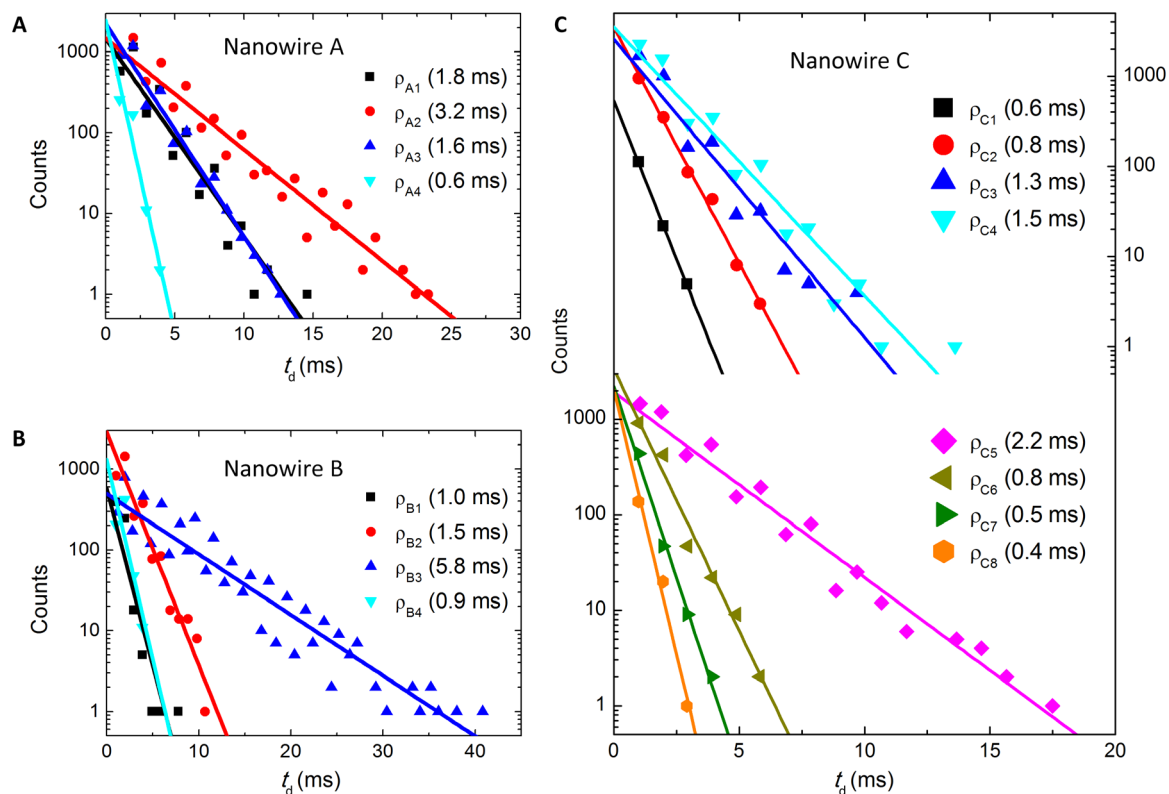 A
Nanowire A
ρA1 (1.8 ms)
ρA2 (3.2 ms)
ρA3 (1.6 ms)
ρA4 (0.6 ms)
Counts
1000
100
10
1
0 5 10 15 20 25 30
td (ms)
B
Nanowire B
ρB1 (1.0 ms)
ρB2 (1.5 ms)
ρB3 (5.8 ms)
ρB4 (0.9 ms)
Counts
1000
100
10
1
0 10 20 30 40
td (ms)
C
Nanowire C
ρC1 (0.6 ms)
ρC2 (0.8 ms)
ρC3 (1.3 ms)
ρC4 (1.5 ms)
1000
100
10
1
Counts
ρC5 (2.2 ms)
ρC6 (0.8 ms)
ρC7 (0.5 ms)
ρC8 (0.4 ms)
1000
100
10
1
0 5 10 15 20
td (ms)